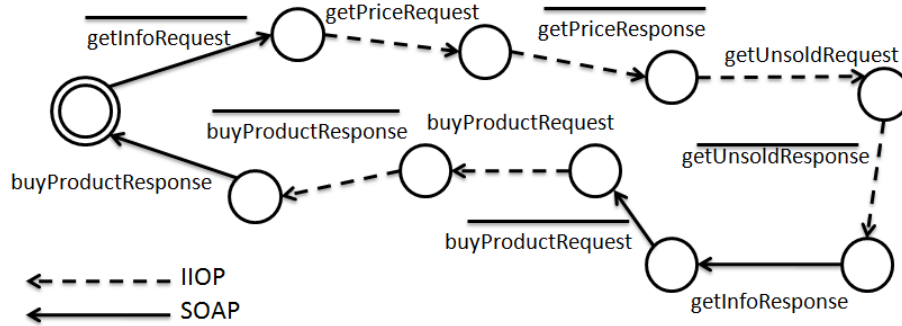 getPriceRequest
getInfoRequest
getPriceResponse
getUnsoldRequest
buyProductResponse
buyProductRequest
getUnsoldResponse
buyProductResponse
buyProductRequest
getInfoResponse
IIOP
SOAP